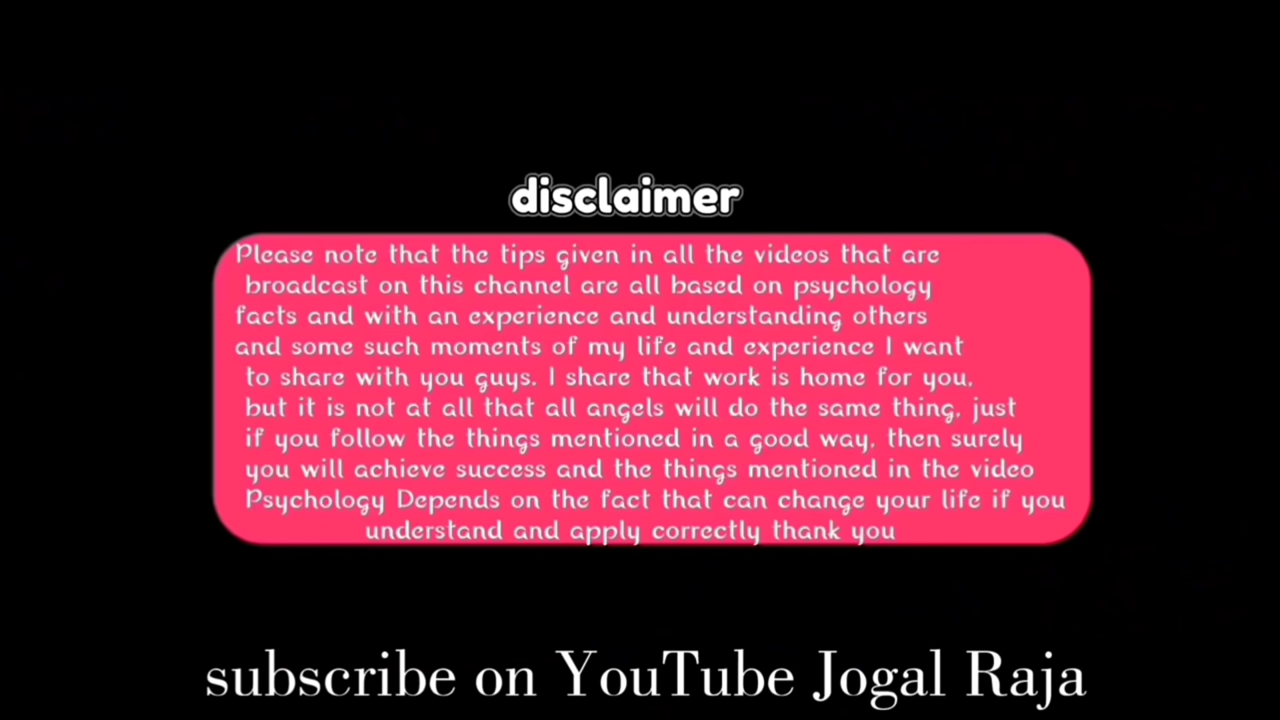 disclaimer
Please note that the tips given in all the videos that are
broadcast on this channel are all based on psychology
facts and with an experience and understanding others
and some such moments of my life and experience I want
to share with you guys. I share that work is home for you,
but it is not at all that all angels will do the same thing, just
if you follow the things mentioned in a good way, then surely
you will achieve success and the things mentioned in the video
Psychology Depends on the fact that can change your life if you
understand and apply correctly thank you
subscribe on YouTube Jogal Raja